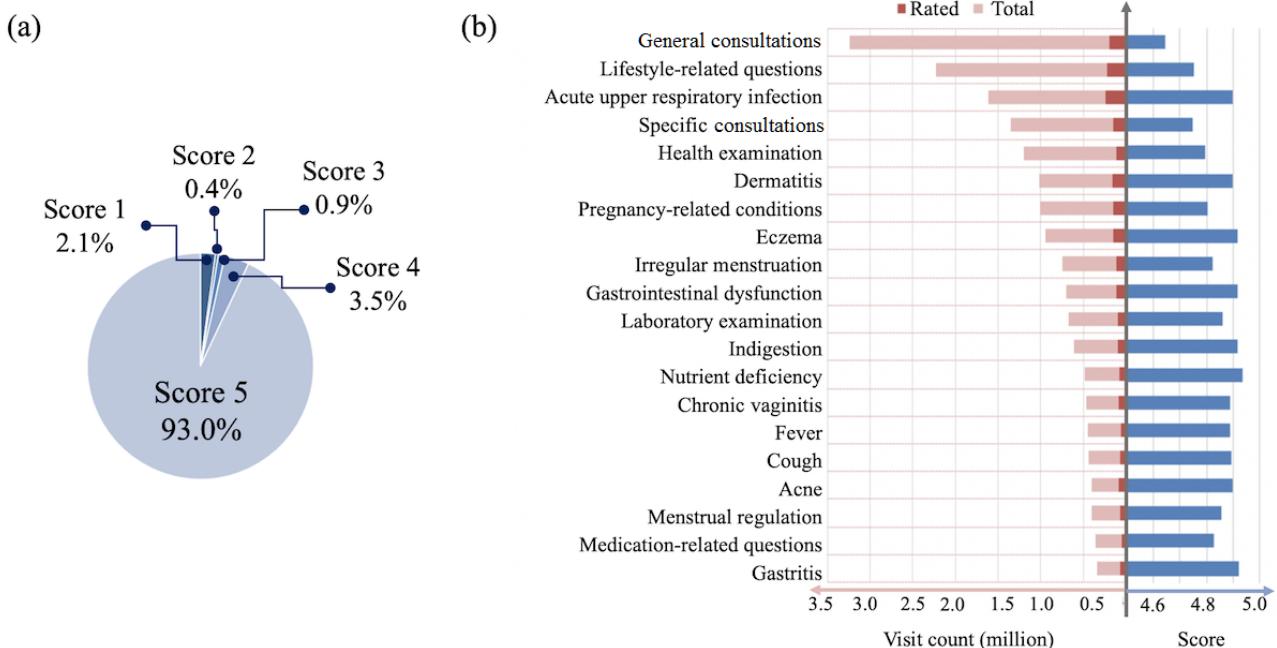 (a)
Score 1
2.1%
Score 2
0.4%
Score 3
0.9%
Score 4
3.5%
Score 5
93.0%
(b)
Rated
Total
General consultations
Lifestyle-related questions
Acute upper respiratory infection
Specific consultations
Health examination
Dermatitis
Pregnancy-related conditions
Eczema
Irregular menstruation
Gastrointestinal dysfunction
Laboratory examination
Indigestion
Nutrient deficiency
Chronic vaginitis
Fever
Cough
Acne
Menstrual regulation
Medication-related questions
Gastritis
3.5 3.0 2.5 2.0 1.5 1.0 0.5 4.6 4.8 5.0
Visit count (million)
Score